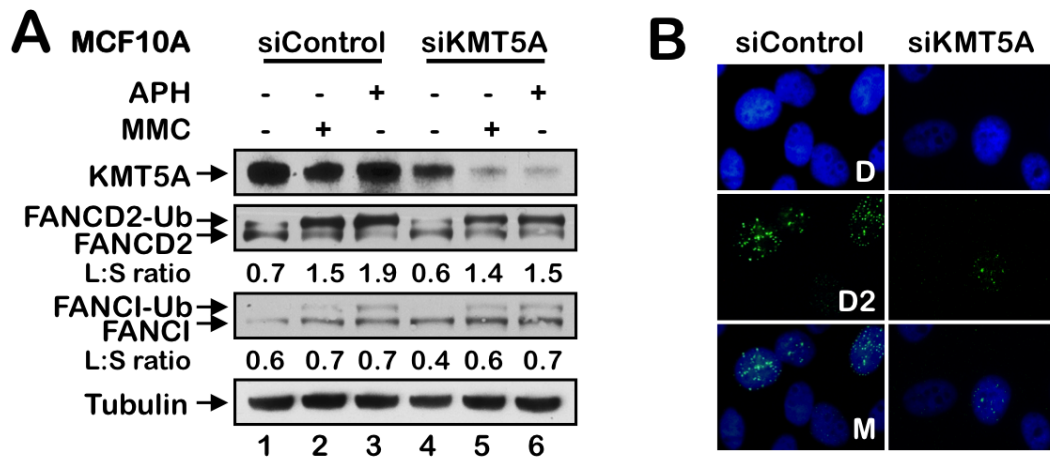 A MCF10A siControl siKMT5A
APH - - + - - +
MMC - + - - + -
KMT5A
FANCD2-Ub
FANCD2
L:S ratio 0.7 1.5 1.9 0.6 1.4 1.5
FANCI-Ub
FANCI
L:S ratio 0.6 0.7 0.7 0.4 0.6 0.7
Tubulin
1 2 3 4 5 6
B siControl siKMT5A
D
D2
M